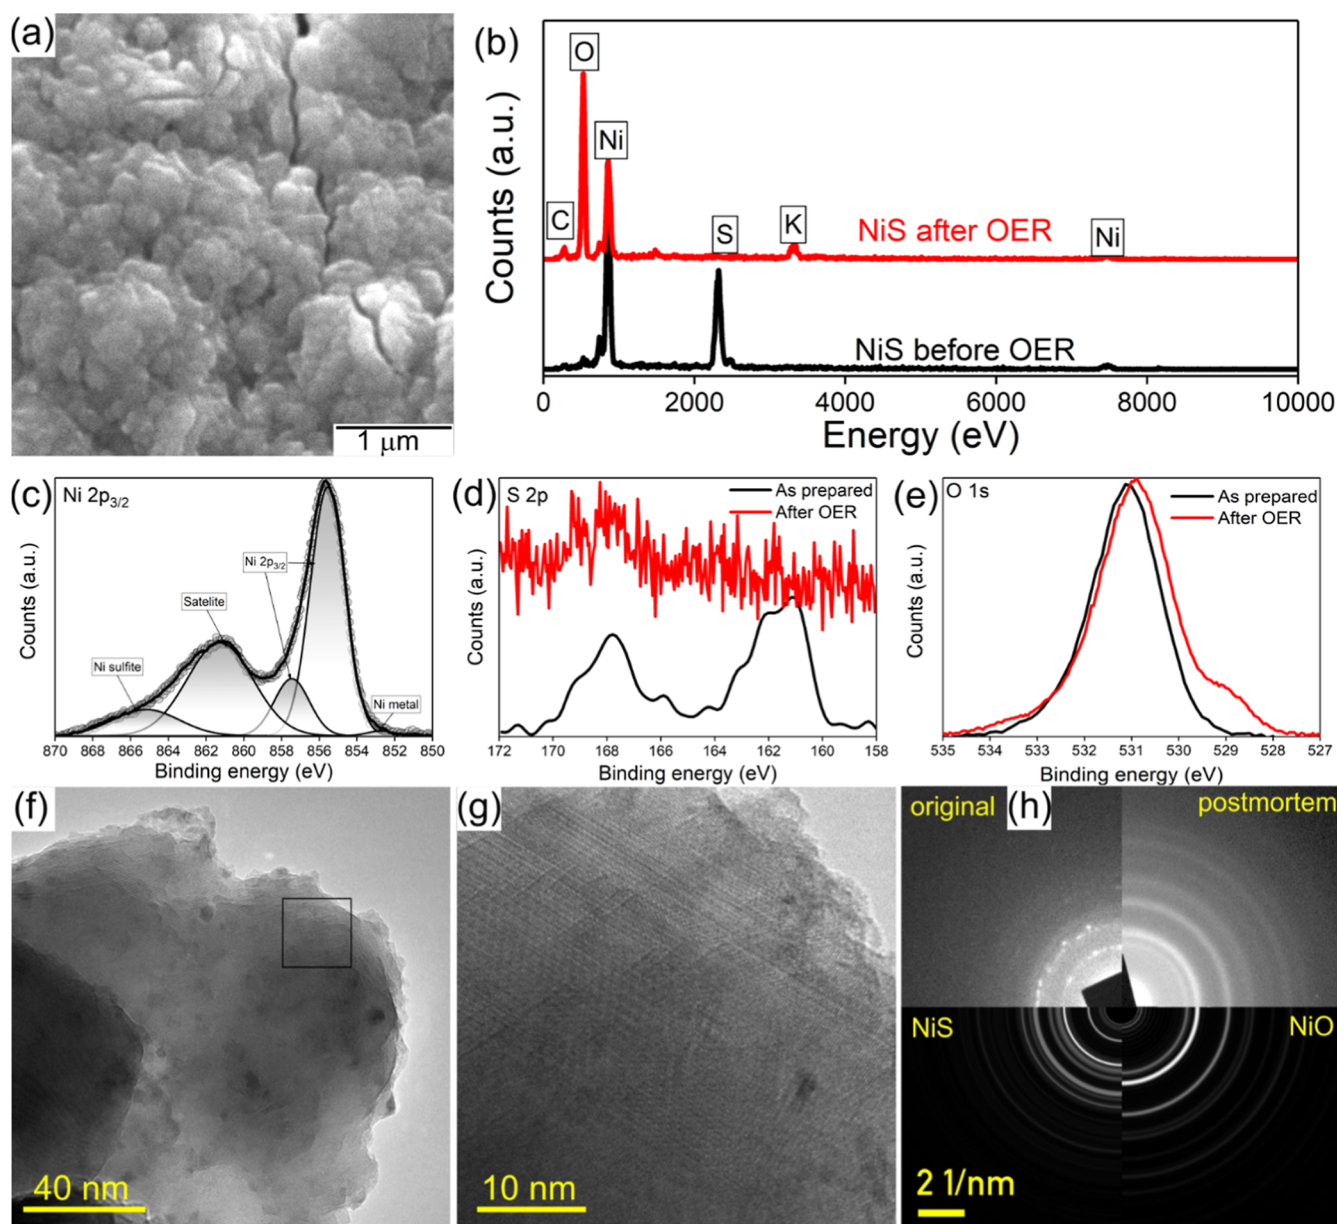 (a)
1 μm
(b)
Counts (a.u.)
O
Ni
C
S
K
Ni
NiS after OER
NiS before OER
0 2000 4000 6000 8000 10000
Energy (eV)
(c)
Ni 2p3/2
Counts (a.u.)
Ni 2p3/2
Satelite
Ni sulfite
Ni metal
870 868 866 864 862 860 858 856 854 852 850
Binding energy (eV)
(d)
S 2p
As prepared
After OER
Counts (a.u.)
172 170 168 166 164 162 160 158
Binding energy (eV)
(e)
O 1s
As prepared
After OER
Counts (a.u.)
535 534 533 532 531 530 529 528 527
Binding energy (eV)
(f)
40 nm
(g)
10 nm
(h)
original
postmortem
NiS
NiO
2 1/nm